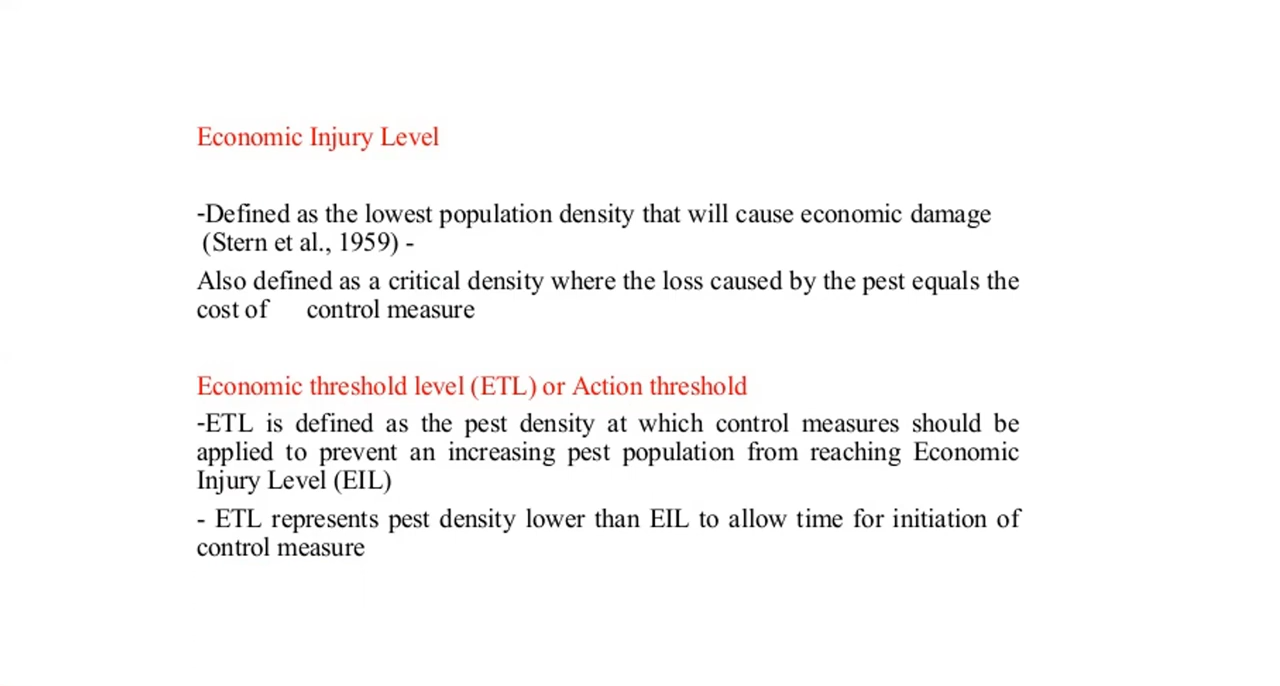 Economic Injury Level
-Defined as the lowest population density that will cause economic damage
(Stern et al., 1959) -
Also defined as a critical density where the loss caused by the pest equals the
cost of control measure
Economic threshold level (ETL) or Action threshold
-ETL is defined as the pest density at which control measures should be
applied to prevent an increasing pest population from reaching Economic
Injury Level (EIL)
- ETL represents pest density lower than EIL to allow time for initiation of
control measure